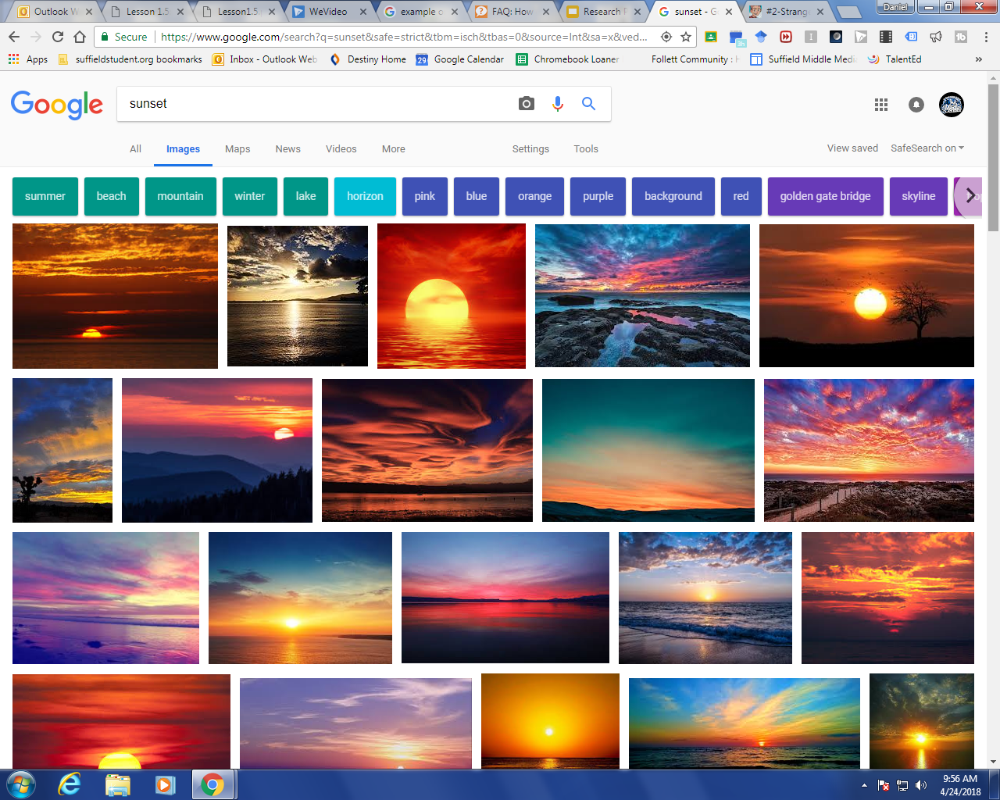 Daniel
Outlook W
Lesson 1.5
Lesson1.5
WeVideo
example o
FAQ: How
Research
sunset - G
#2-Strang
Secure
https://www.google.com/search?q=sunset&safe=strict&tbm=isch&tbas=0&source=lnt&sa=x&ved...
3h
1b
Apps
suffieldstudent.org bookmarks
Inbox - Outlook Web
Destiny Home
29
Google Calendar
Chromebook Loaner
Follett Community :
Suffield Middle Media
TalentEd
»
Google
sunset
All
Images
Maps
News
Videos
More
Settings
Tools
View saved
SafeSearch on
summer
beach
mountain
winter
lake
horizon
pink
blue
orange
purple
background
red
golden gate bridge
skyline
9:56 AM
4/24/2018